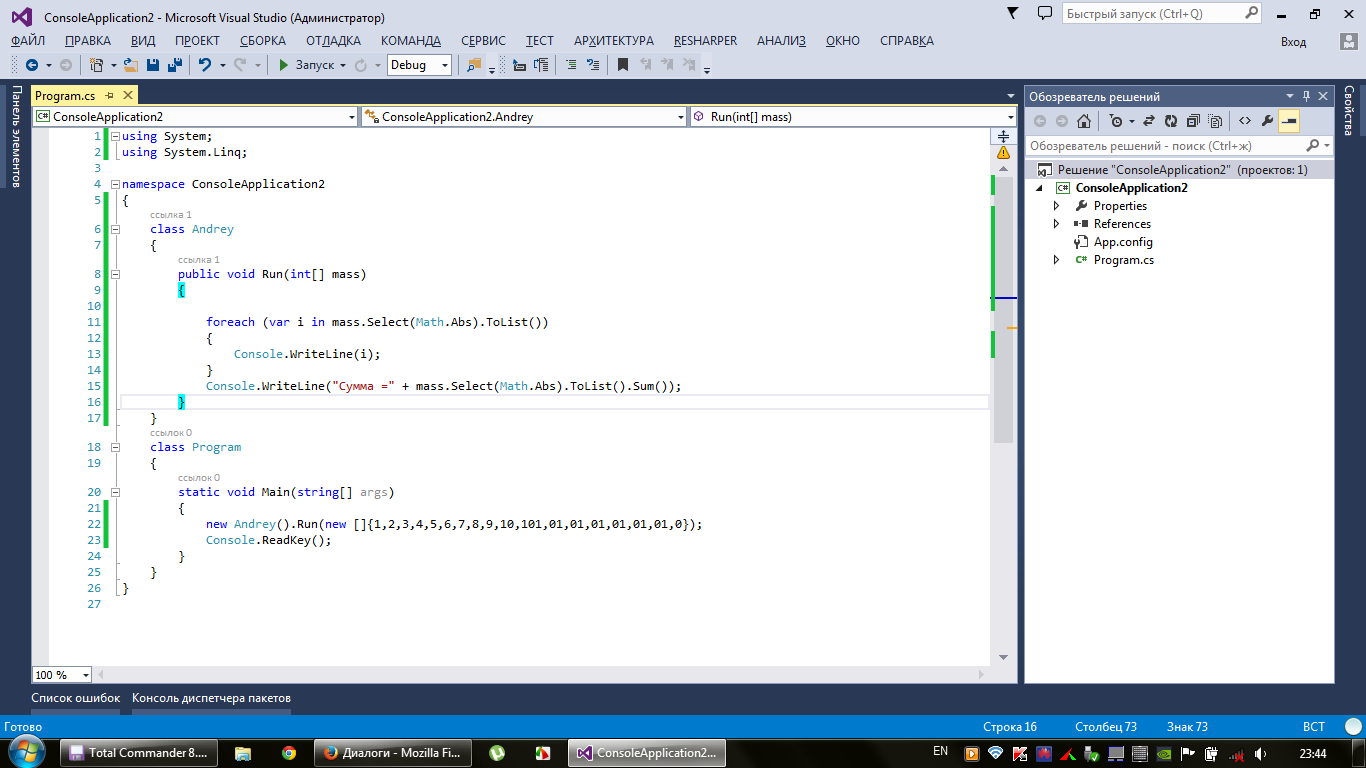 ConsoleApplication2 - Microsoft Visual Studio (Администратор)
Быстрый запуск (Ctrl+Q)
ФАЙЛ ПРАВКА ВИД ПРОЕКТ СБОРКА ОТЛАДКА КОМАНДА СЕРВИС ТЕСТ АРХИТЕКТУРА RESHARPER АНАЛИЗ ОКНО СПРАВКА
Вход
Запуск Debug
Панель элементов
Program.cs
ConsoleApplication2 ConsoleApplication2.Andrey Run(int[] mass)
1 using System;
2 using System.Linq;
3
4 namespace ConsoleApplication2
5 {
ссылка 1
6 class Andrey
7 {
ссылка 1
8 public void Run(int[] mass)
9 {
10
11 foreach (var i in mass.Select(Math.Abs).ToList())
12 {
13 Console.WriteLine(i);
14 }
15 Console.WriteLine("Сумма =" + mass.Select(Math.Abs).ToList().Sum());
16 }
17 }
ссылок 0
18 class Program
19 {
ссылок 0
20 static void Main(string[] args)
21 {
22 new Andrey().Run(new []{1,2,3,4,5,6,7,8,9,10,101,01,01,01,01,01,01,0});
23 Console.ReadKey();
24 }
25 }
26 }
27
100 %
Обозреватель решений
Обозреватель решений - поиск (Ctrl+ж)
Решение "ConsoleApplication2" (проектов: 1)
C# ConsoleApplication2
Properties
References
App.config
C# Program.cs
Свойства
Список ошибок Консоль диспетчера пакетов
Готово
Строка 16 Столбец 73 Знак 73 ВСТ
Total Commander 8....
Диалоги - Mozilla Fi...
ConsoleApplication2...
EN
23:44